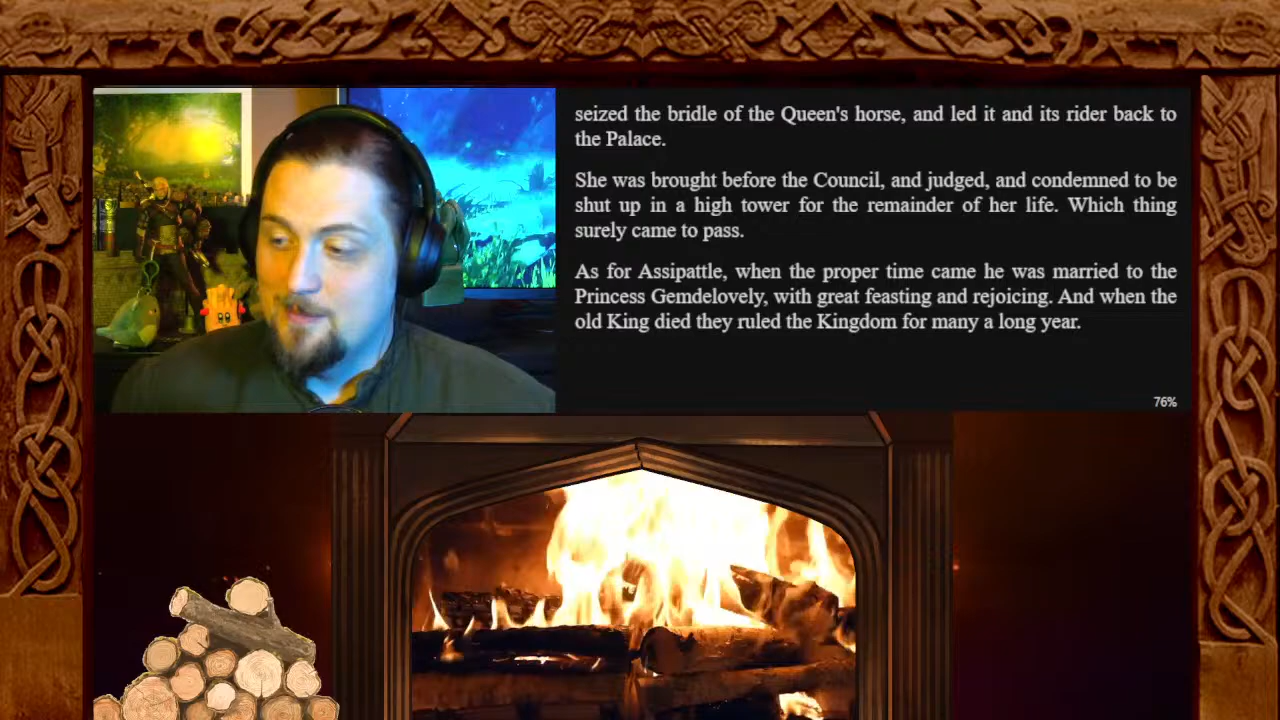 seized the bridle of the Queen's horse, and led it and its rider back to
the Palace.
She was brought before the Council, and judged, and condemned to be
shut up in a high tower for the remainder of her life. Which thing
surely came to pass.
As for Assipattle, when the proper time came he was married to the
Princess Gemdelovely, with great feasting and rejoicing. And when the
old King died they ruled the Kingdom for many a long year.
76%